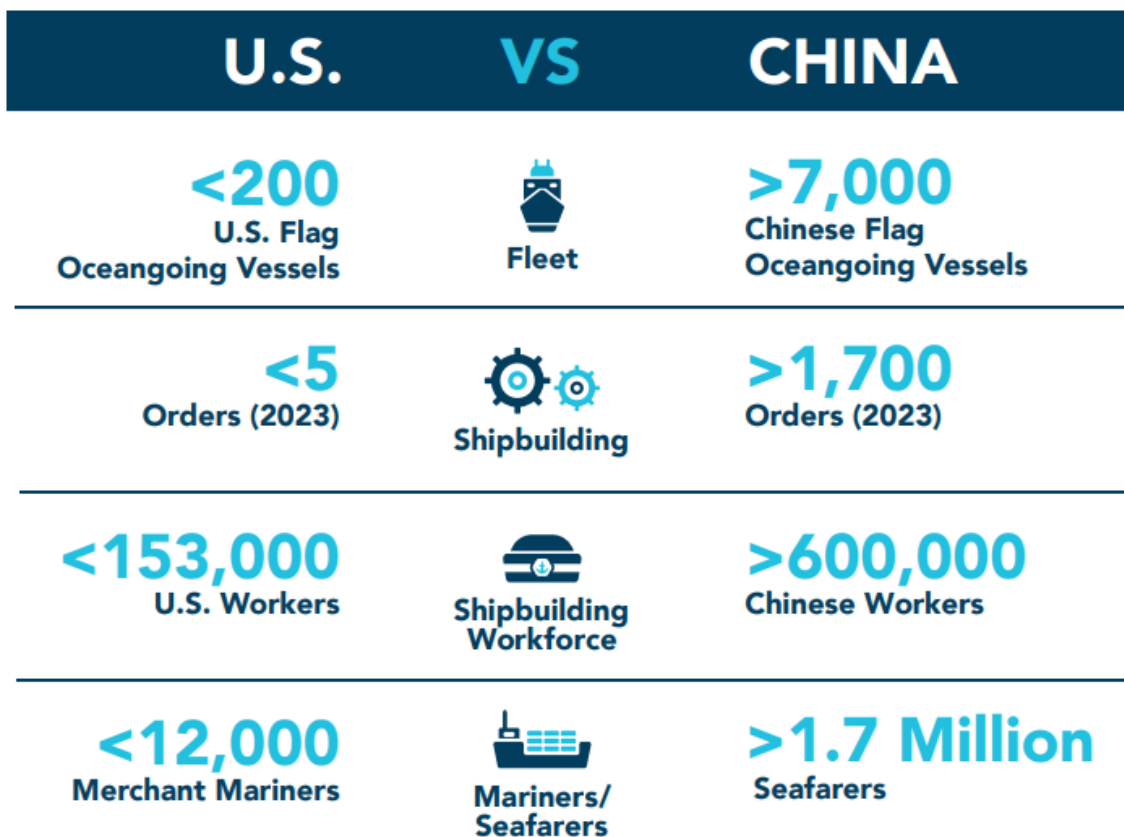 U.S. VS CHINA
<200
U.S. Flag
Oceangoing Vessels
Fleet
>7,000
Chinese Flag
Oceangoing Vessels
<5
Orders (2023)
Shipbuilding
>1,700
Orders (2023)
<153,000
U.S. Workers
Shipbuilding
Workforce
>600,000
Chinese Workers
<12,000
Merchant Mariners
Mariners/
Seafarers
>1.7 Million
Seafarers